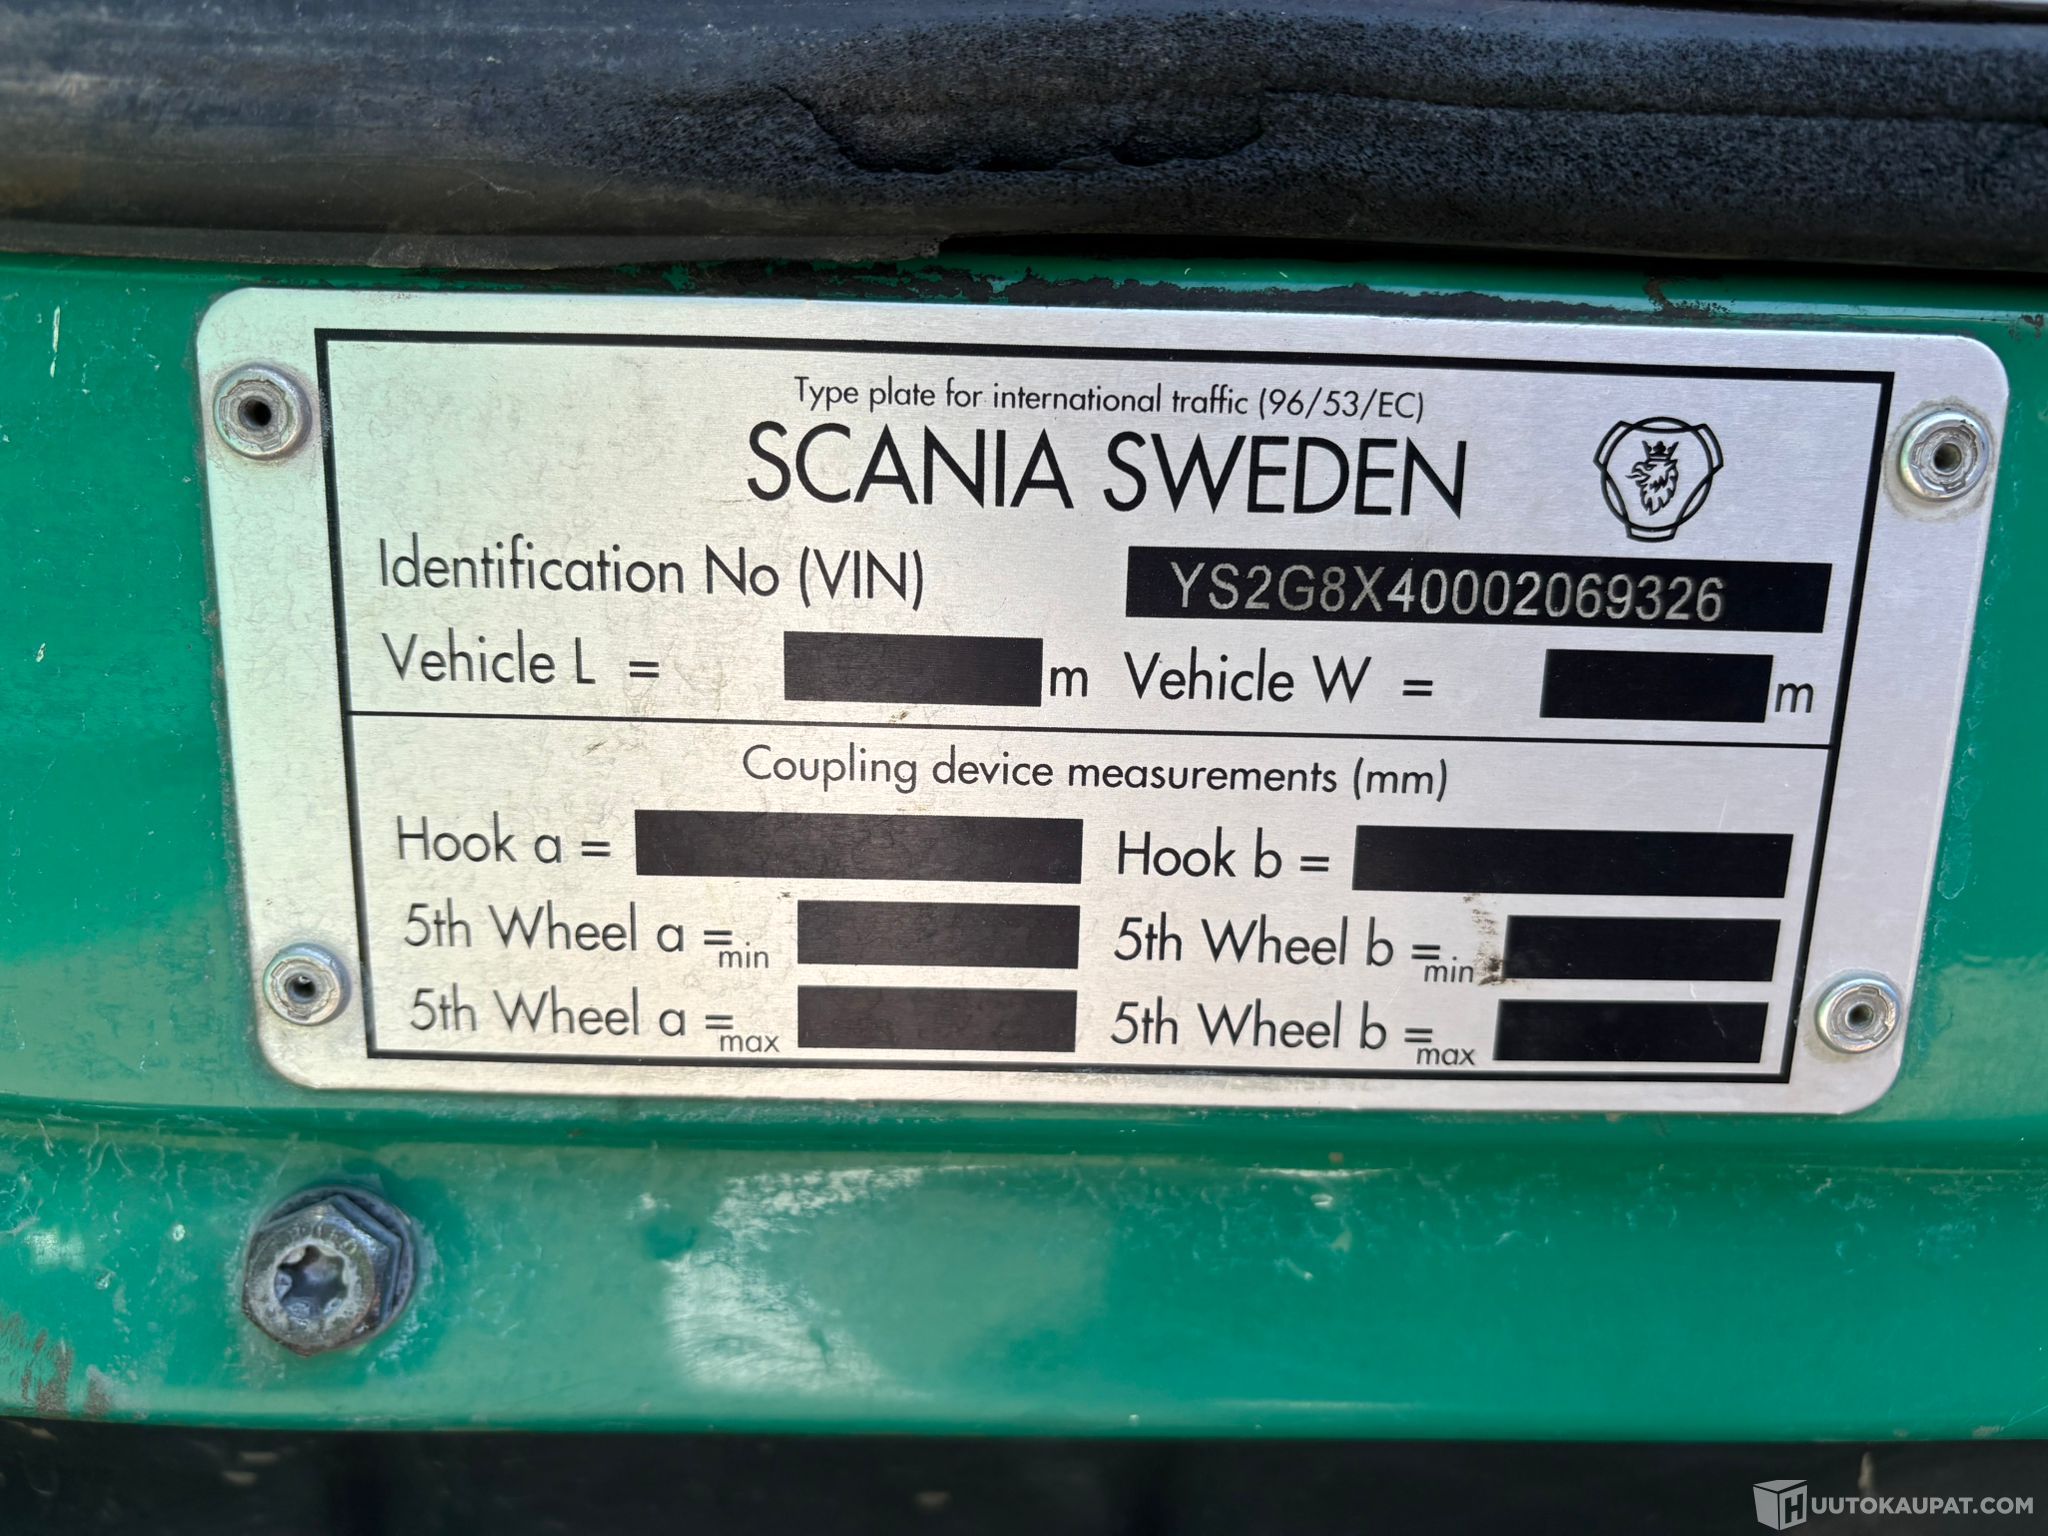 Type plate for international traffic (96/53/EC)
SCANIA SWEDEN
Identification No (VIN) YS2G8X40002069326
Vehicle L = m Vehicle W = m
Coupling device measurements (mm)
Hook a = Hook b =
5th Wheel a =min 5th Wheel b =min
5th Wheel a =max 5th Wheel b =max
HUUTOKAUPAT.COM